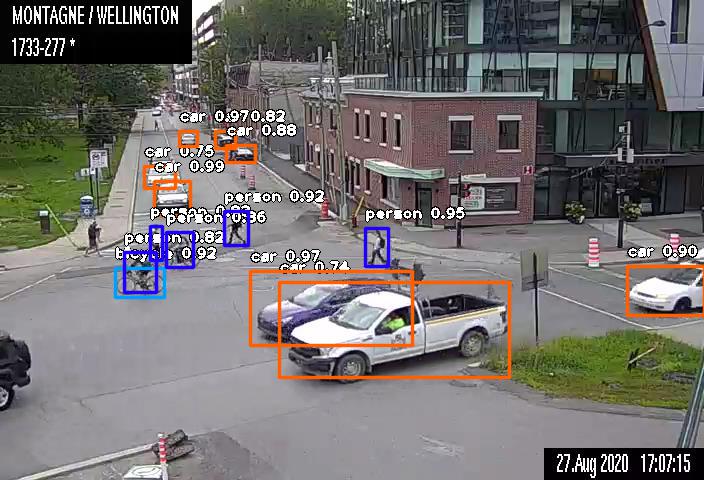 MONTAGNE / WELLINGTON
1733-277 *
car 0.97
0.82
car 0.88
car 0.75
car 0.99
person 0.92
person
person
86
person 0.95
person 0.82
bicycle 0.92
car 0.97
car 0.74
car 0.90
27.Aug 2020 17:07:15